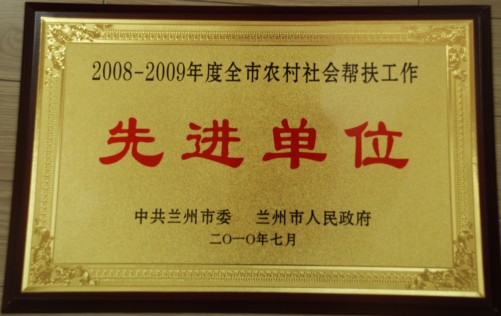 2008-2009年度全市农村社会帮扶工作
先进单位
中共兰州市委 兰州市人民政府
二〇一〇年七月